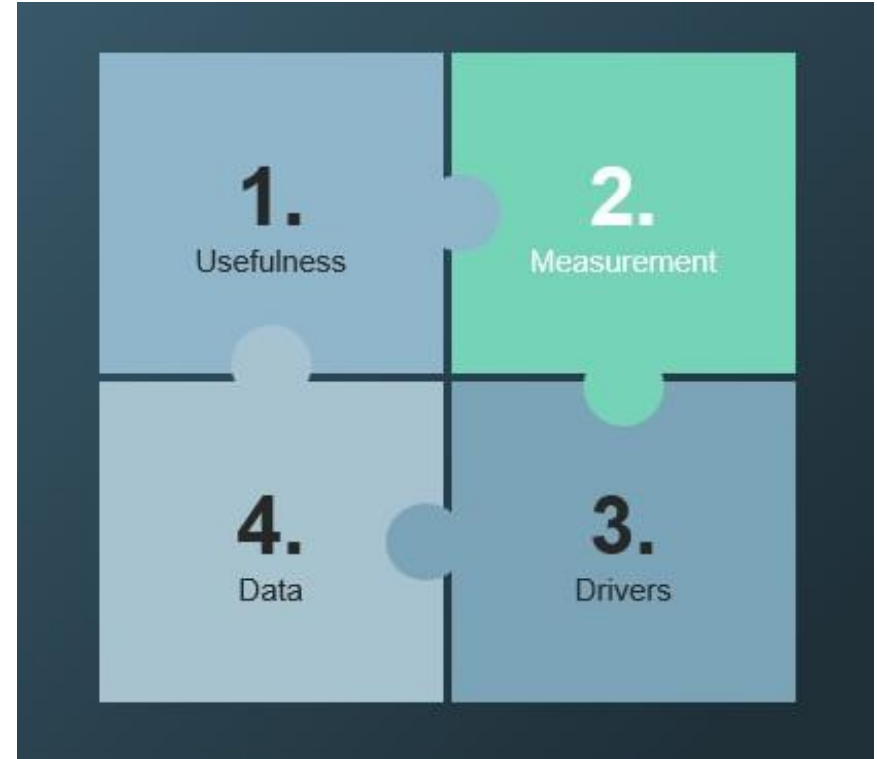 1.
Usefulness
2.
Measurement
3.
Drivers
4.
Data